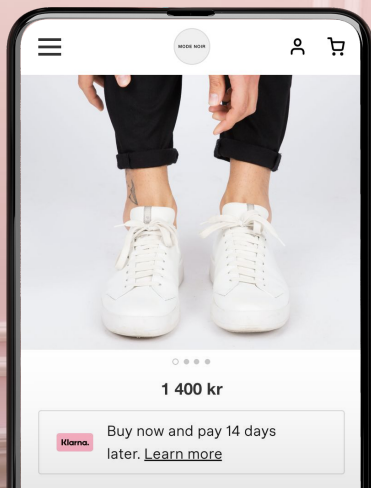 MODE NOIR
1 400 kr
Klarna.
Buy now and pay 14 days
later. Learn more